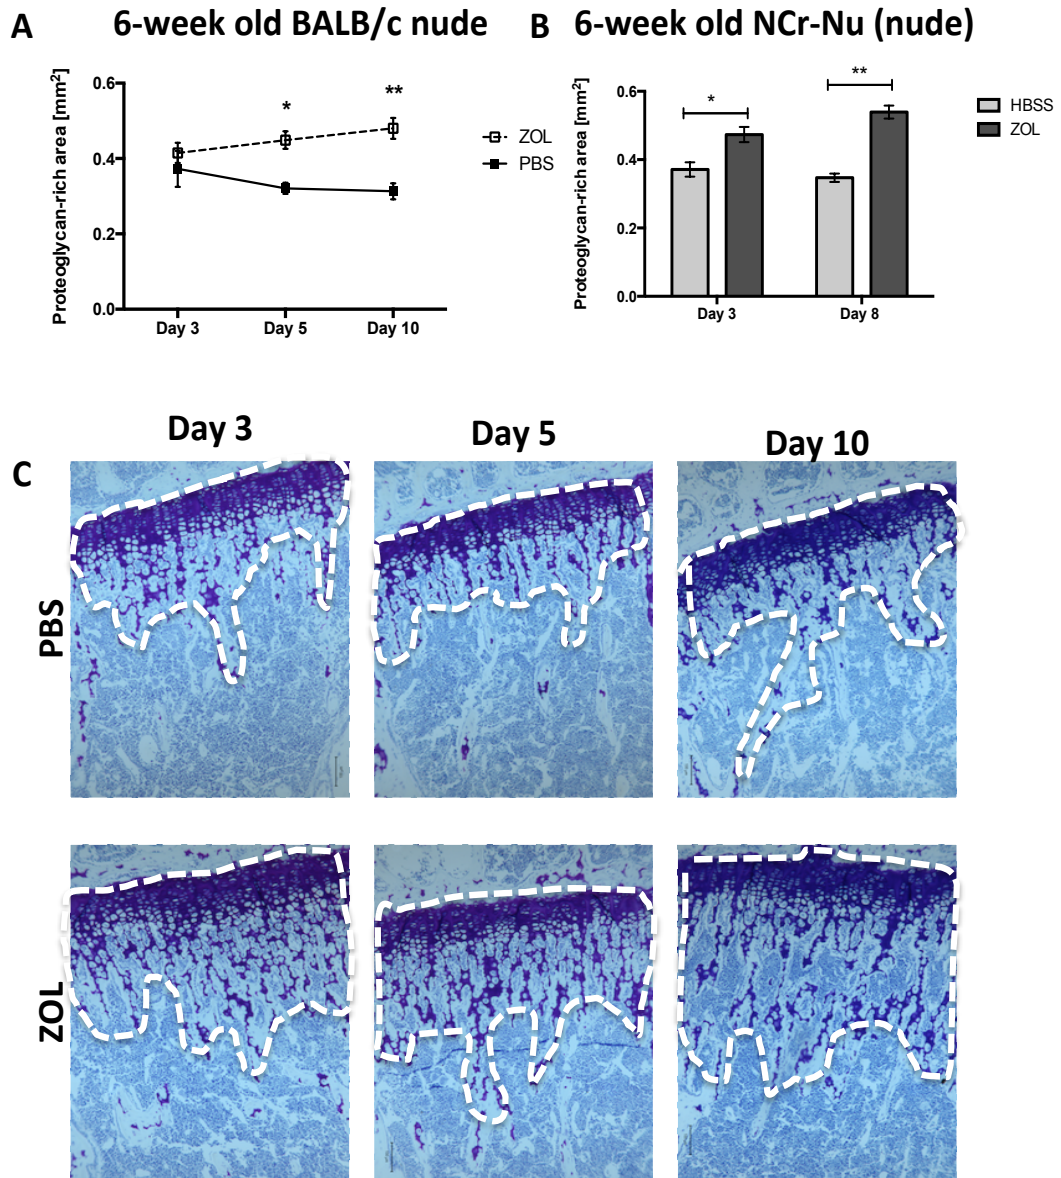 A
6-week old BALB/c nude
Proteoglycan-rich area [mm²]
0.6
0.4
0.2
0.0
*
**
Day 3
Day 5
Day 10
ZOL
PBS
B
6-week old NCr-Nu (nude)
Proteoglycan-rich area [mm²]
0.6
0.4
0.2
0.0
*
**
Day 3
Day 8
HBSS
ZOL
C
Day 3
Day 5
Day 10
PBS
ZOL